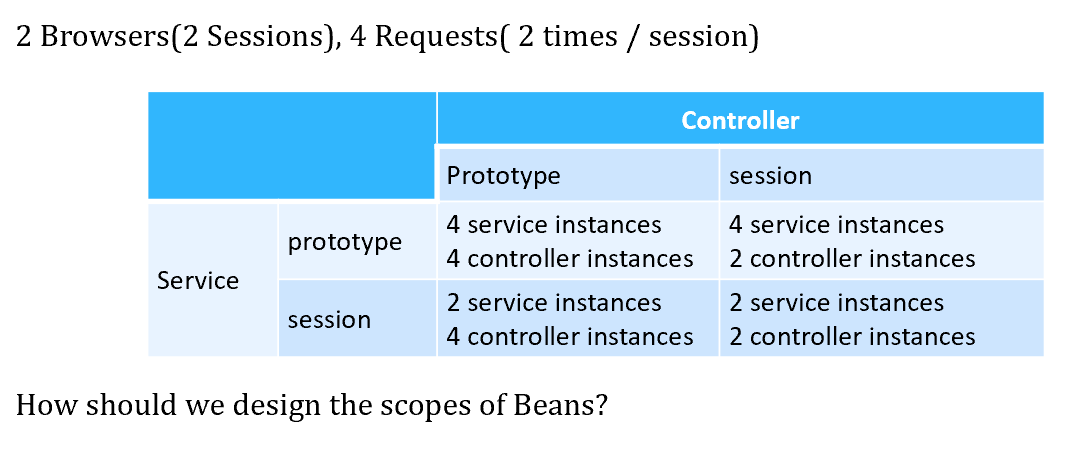 2 Browsers(2 Sessions), 4 Requests( 2 times / session)
Controller
Prototype
session
Service
prototype
4 service instances
4 controller instances
4 service instances
2 controller instances
session
2 service instances
4 controller instances
2 service instances
2 controller instances
How should we design the scopes of Beans?